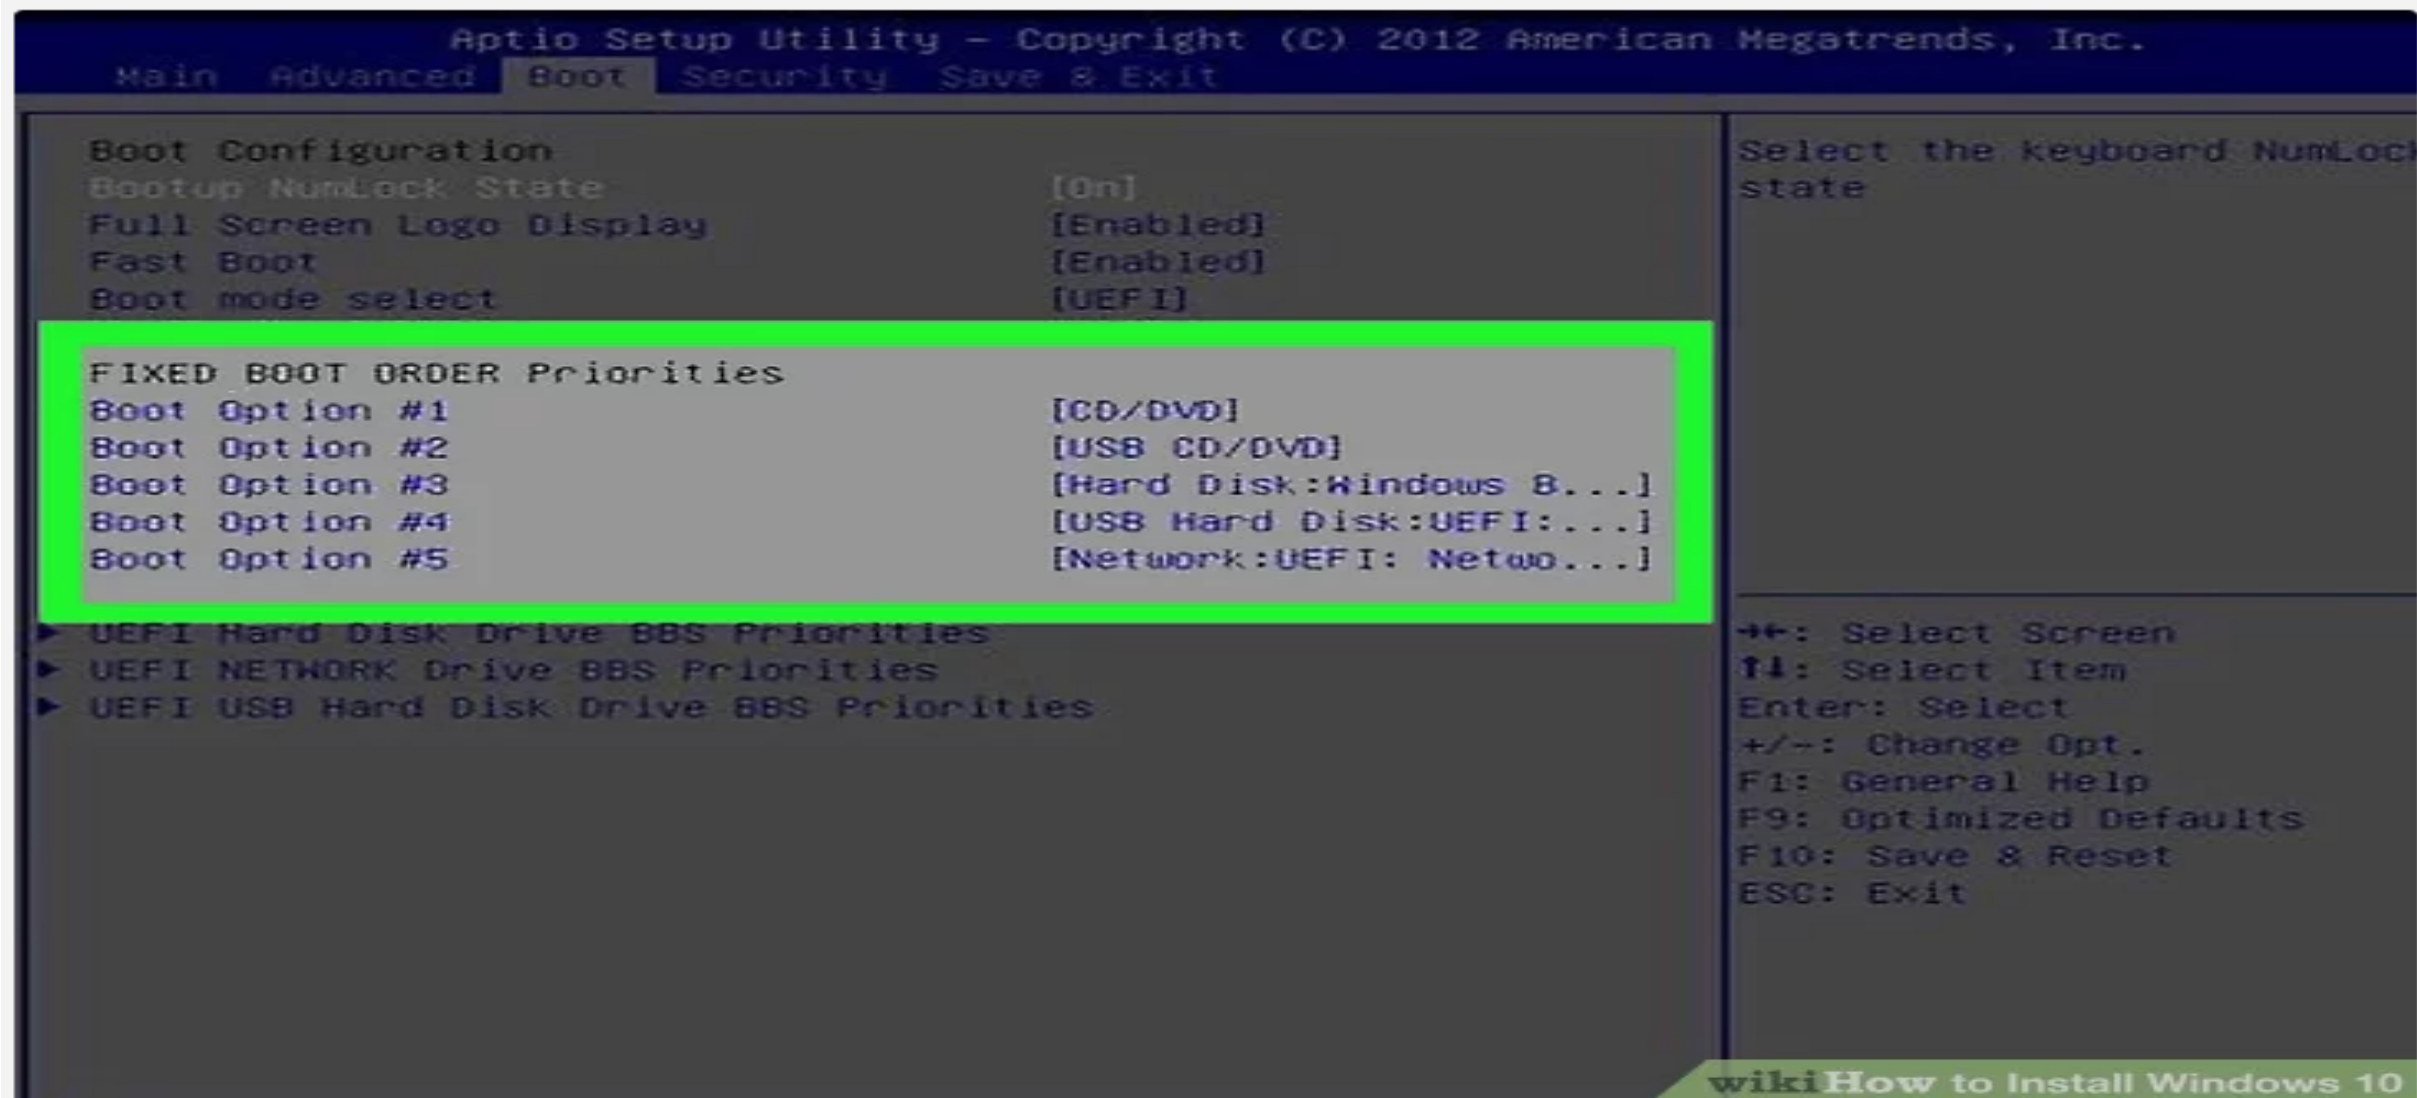 Aptio Setup Utility - Copyright (C) 2012 American Megatrends, Inc.
Main Advanced Boot Security Save & Exit
Boot Configuration
Bootup NumLock State [On]
Full Screen Logo Display [Enabled]
Fast Boot [Enabled]
Boot mode select [UEFI]
FIXED BOOT ORDER Priorities
Boot Option #1 [CD/DVD]
Boot Option #2 [USB CD/DVD]
Boot Option #3 [Hard Disk:Windows B...]
Boot Option #4 [USB Hard Disk:UEFI:...]
Boot Option #5 [Network:UEFI: Netwo...]
UEFI Hard Disk Drive BBS Priorities
UEFI NETWORK Drive BBS Priorities
UEFI USB Hard Disk Drive BBS Priorities
Select the keyboard NumLock
state
→←: Select Screen
↑↓: Select Item
Enter: Select
+/-: Change Opt.
F1: General Help
F9: Optimized Defaults
F10: Save & Reset
ESC: Exit
wikiHow to Install Windows 10